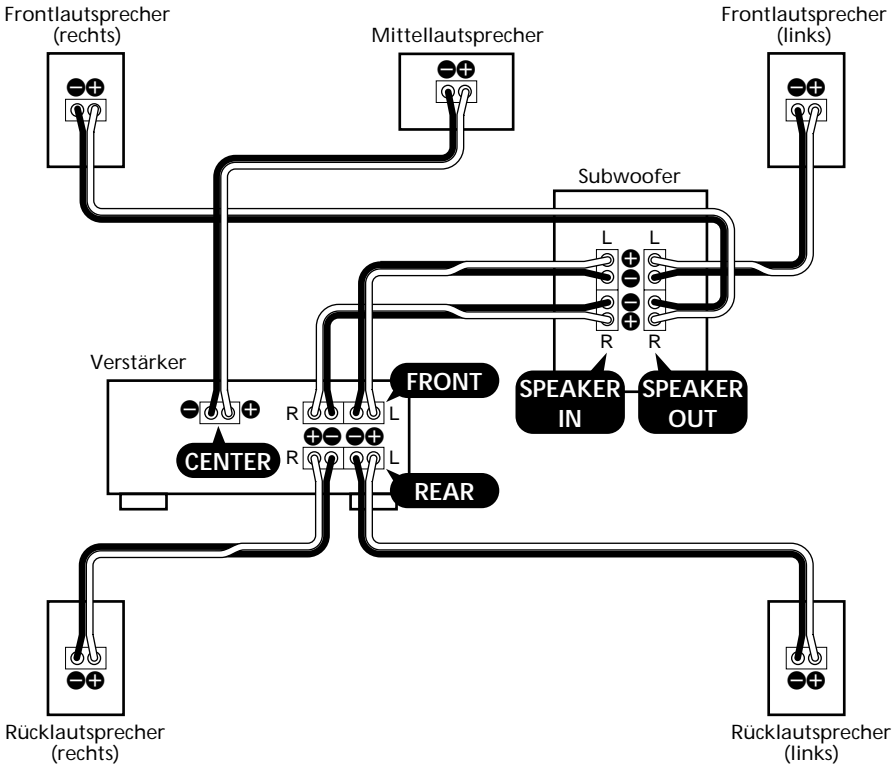 Frontlautsprecher
(rechts)
Mittellautsprecher
Frontlautsprecher
(links)
Subwoofer
L L
R R
SPEAKER
IN
SPEAKER
OUT
Verstärker
FRONT
R L
CENTER
R L
REAR
Rücklautsprecher
(rechts)
Rücklautsprecher
(links)